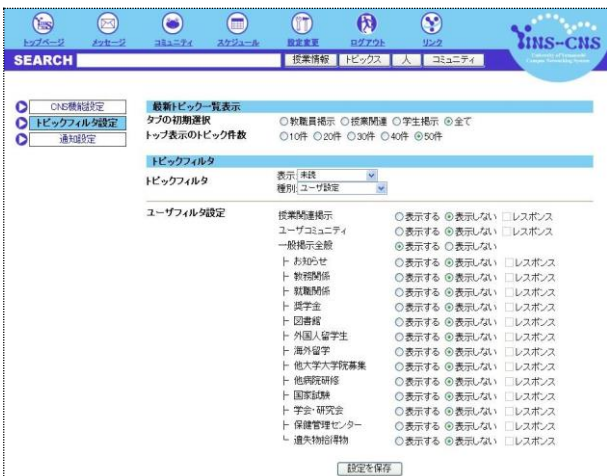 トップページ メッセージ コミュニティ スケジュール 設定変更 ログアウト リンク
YINS-CNS
University of Yamanashi
Campus Networking System
SEARCH 授業情報 トピックス 人 コミュニティ
CNS機能設定
トピックフィルタ設定
通知設定
最新トピック一覧表示
タブの初期選択 教職員掲示 授業関連 学生掲示 全て
トップ表示のトピック件数 10件 20件 30件 40件 50件
トピックフィルタ
トピックフィルタ 表示: 未読
種別: ユーザ設定
ユーザフィルタ設定 授業関連掲示 表示する 表示しない レスポンス
ユーザコミュニティ 表示する 表示しない レスポンス
一般掲示全般 表示する 表示しない
├ お知らせ 表示する 表示しない レスポンス
├ 教務関係 表示する 表示しない レスポンス
├ 就職関係 表示する 表示しない レスポンス
├ 奨学金 表示する 表示しない レスポンス
├ 図書館 表示する 表示しない レスポンス
├ 外国人留学生 表示する 表示しない レスポンス
├ 海外留学 表示する 表示しない レスポンス
├ 他大学大学院募集 表示する 表示しない レスポンス
├ 他病院研修 表示する 表示しない レスポンス
├ 国家試験 表示する 表示しない レスポンス
├ 学会・研究会 表示する 表示しない レスポンス
├ 保健管理センター 表示する 表示しない レスポンス
└ 遺失物拾得物 表示する 表示しない レスポンス
設定を保存